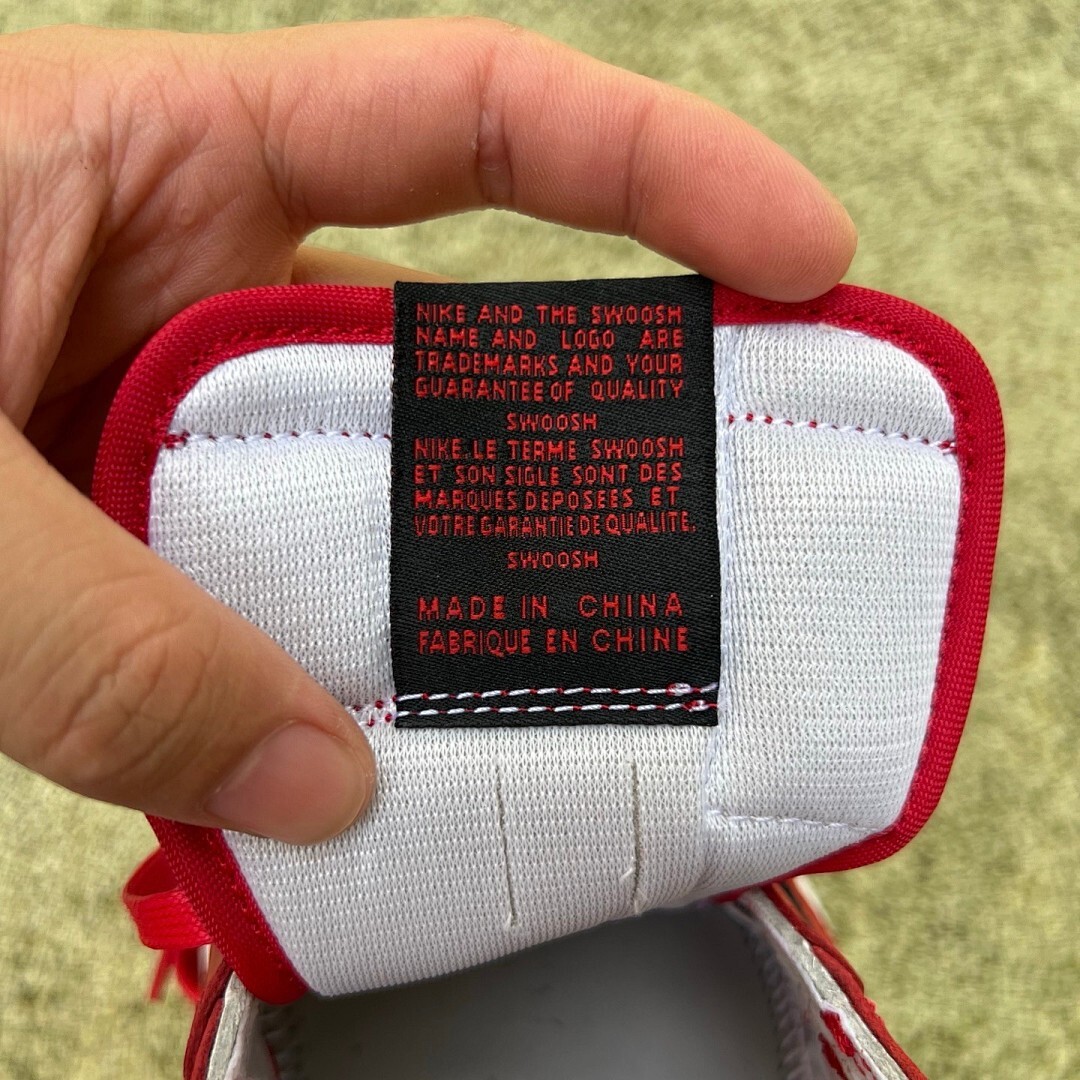 NIKE AND THE SWOOSH
NAME AND LOGO ARE
TRADEMARKS AND YOUR
GUARANTEE OF QUALITY
SWOOSH
NIKE, LE TERME SWOOSH
ET SON SIGLE SONT DES
MARQUES DEPOSEES ET
VOTRE GARANTIE DE QUALITE.
SWOOSH
MADE IN CHINA
FABRIQUE EN CHINE